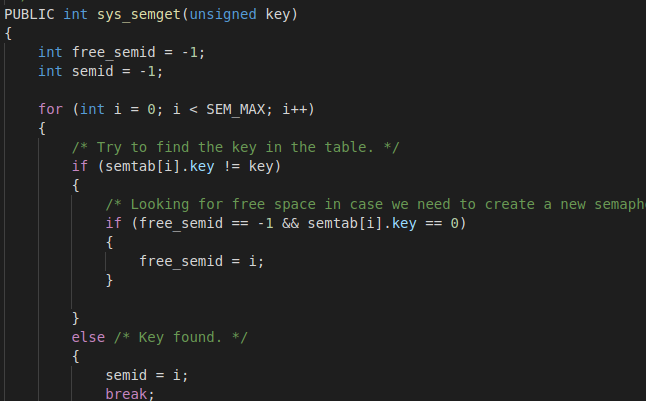 PUBLIC int sys_semget(unsigned key)
{
    int free_semid = -1;
    int semid = -1;
    for (int i = 0; i < SEM_MAX; i++)
    {
        /* Try to find the key in the table. */
        if (semtab[i].key != key)
        {
            /* Looking for free space in case we need to create a new
            if (free_semid == -1 && semtab[i].key == 0)
            {
                free_semid = i;
            }
        }
        else /* Key found. */
        {
            semid = i;
            break;